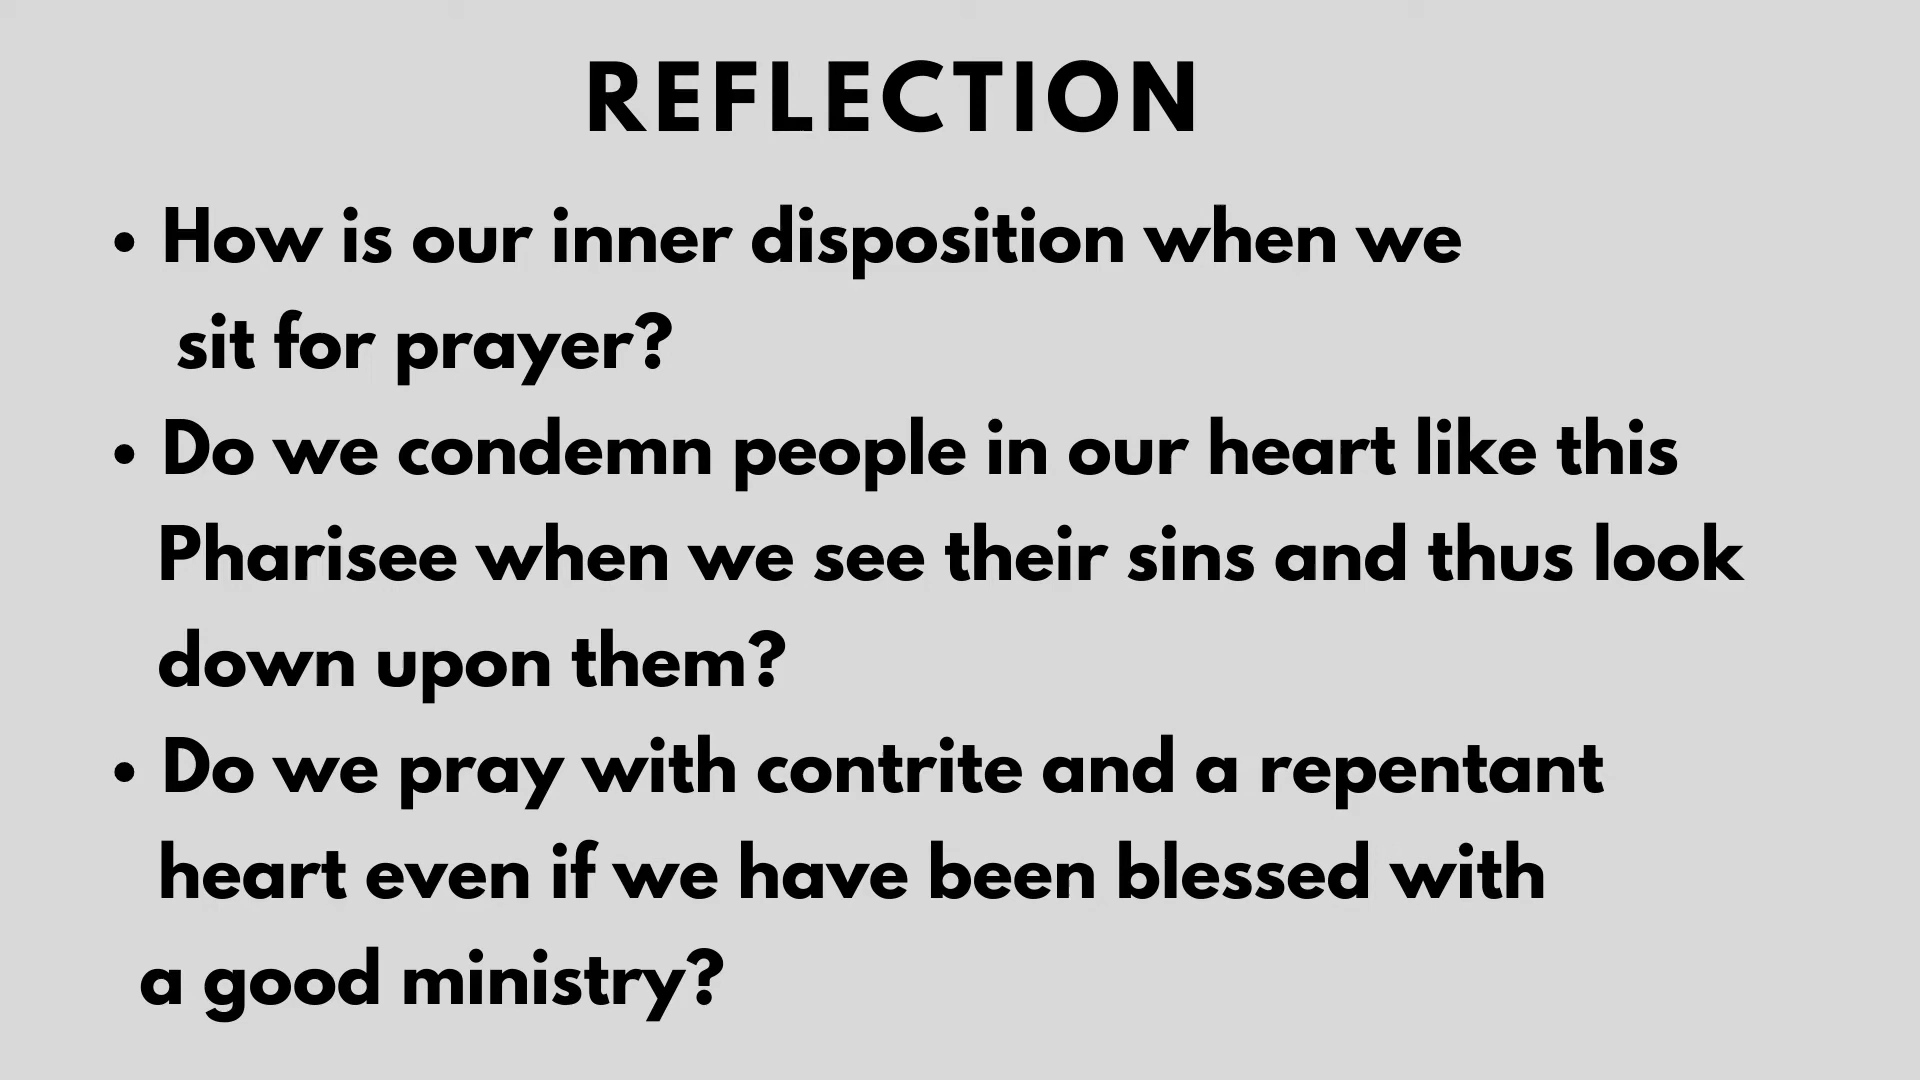 REFLECTION
• How is our inner disposition when we
sit for prayer?
• Do we condemn people in our heart like this
Pharisee when we see their sins and thus look
down upon them?
• Do we pray with contrite and a repentant
heart even if we have been blessed with
a good ministry?